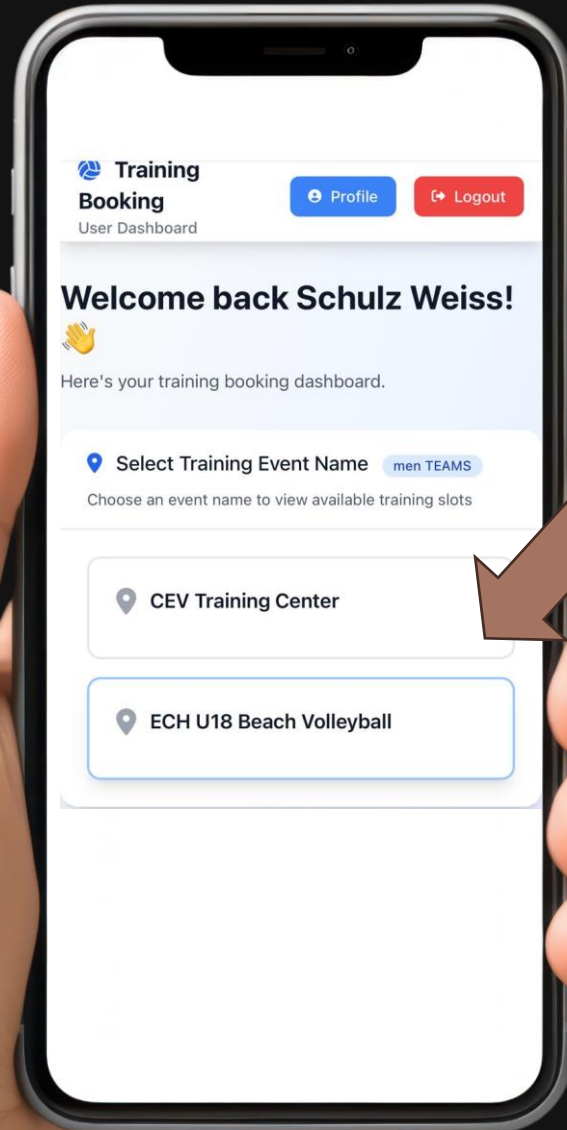 Training
Booking
User Dashboard
Profile
Logout
Welcome back Schulz Weiss!
👋
Here's your training booking dashboard.
Select Training Event Name
men TEAMS
Choose an event name to view available training slots
CEV Training Center
ECH U18 Beach Volleyball